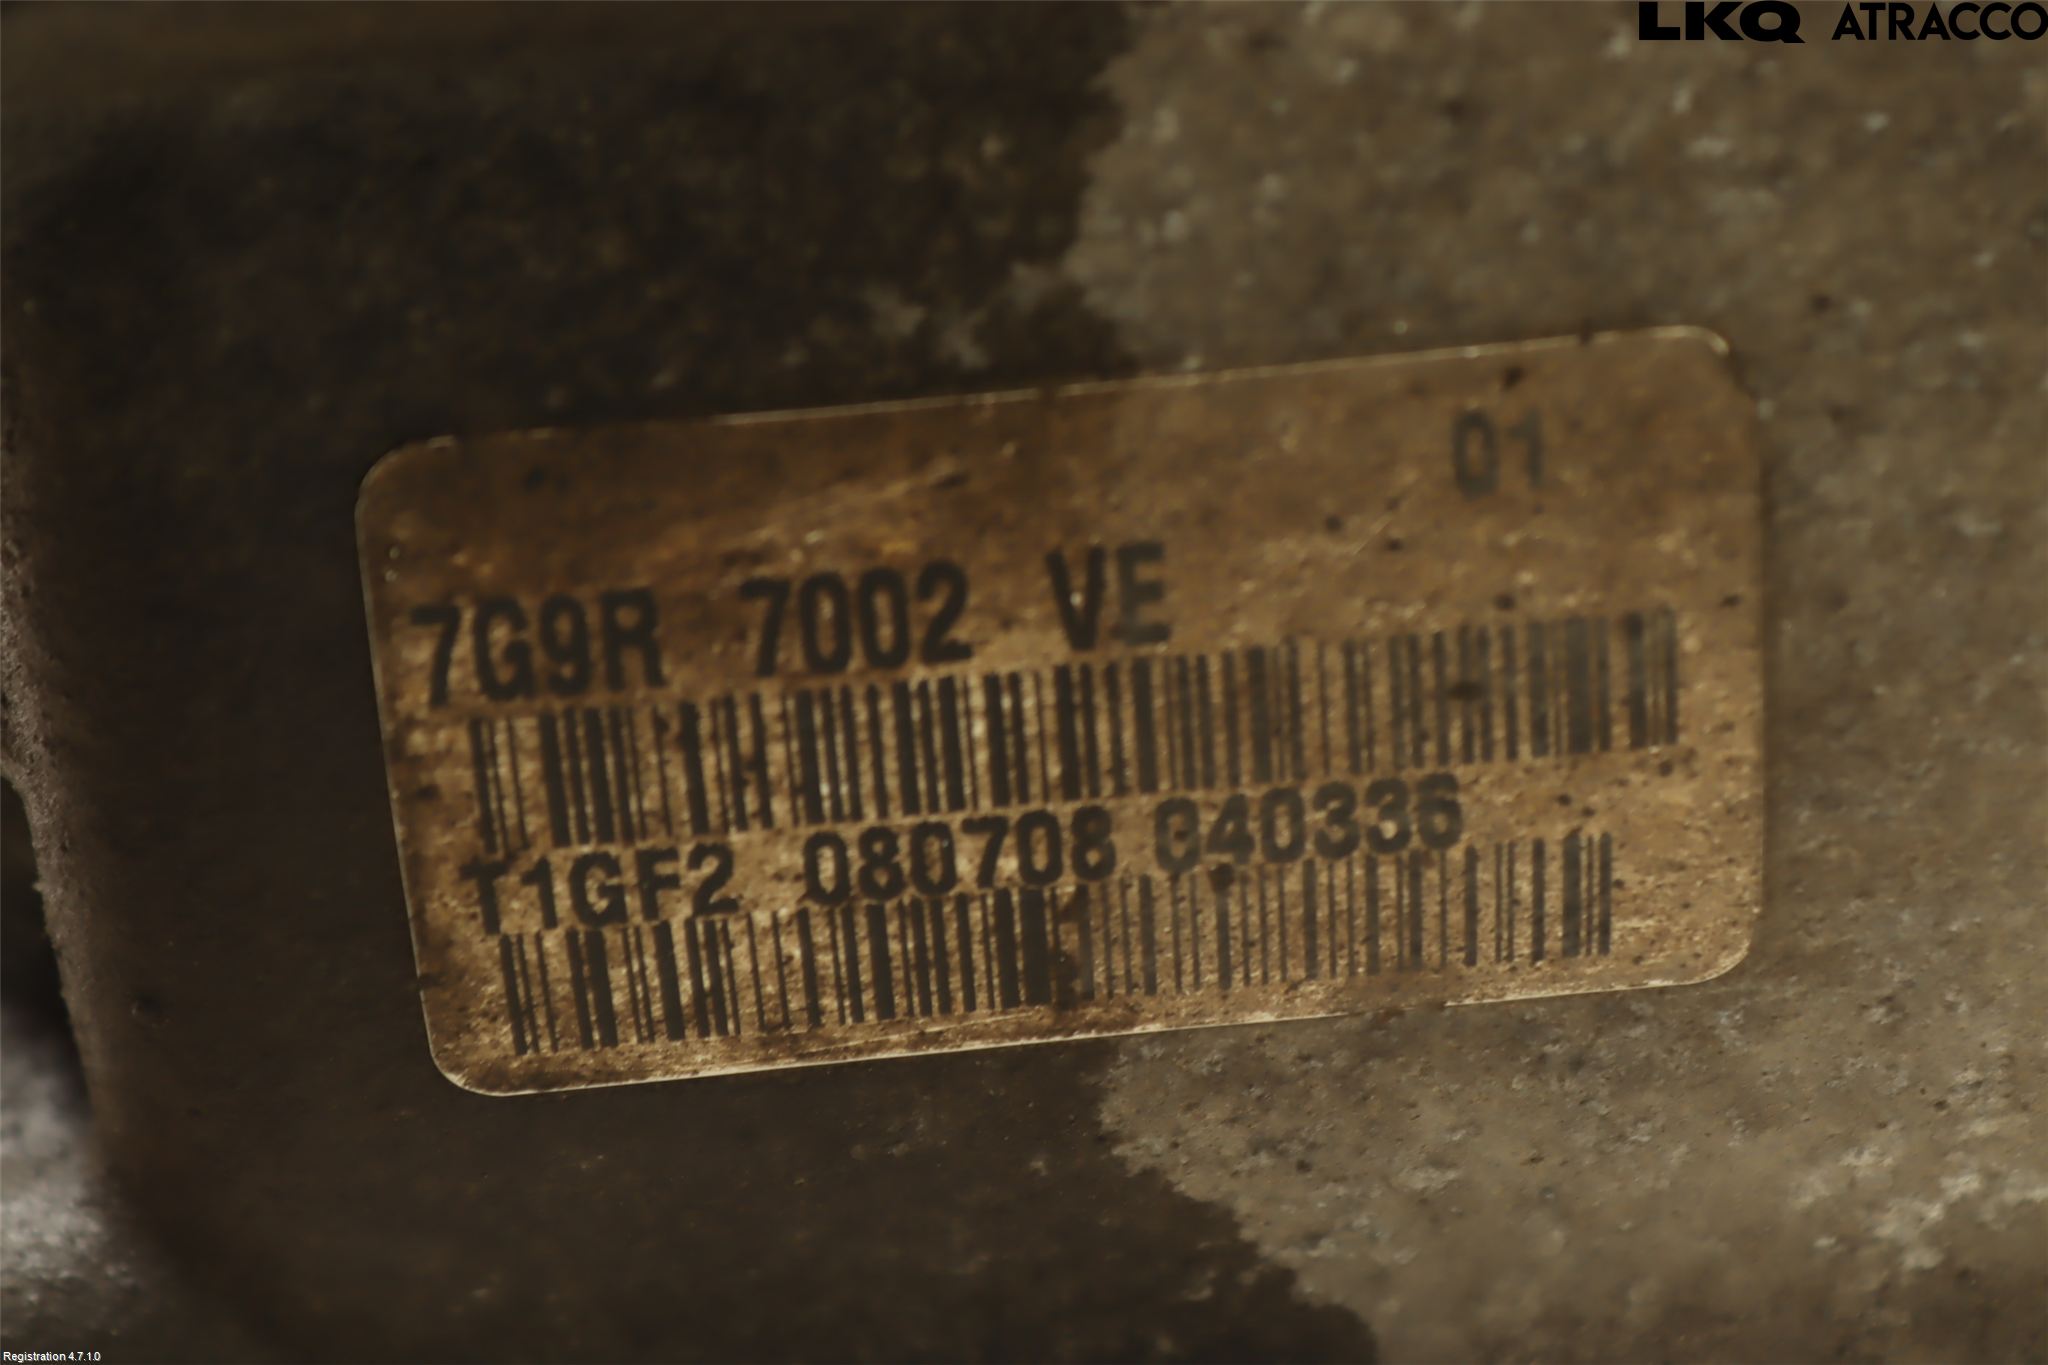 LKQ ATRACCO
01
7G9R 7002 VE
T1GF2 080708 040336
Registration 4.7.1.0